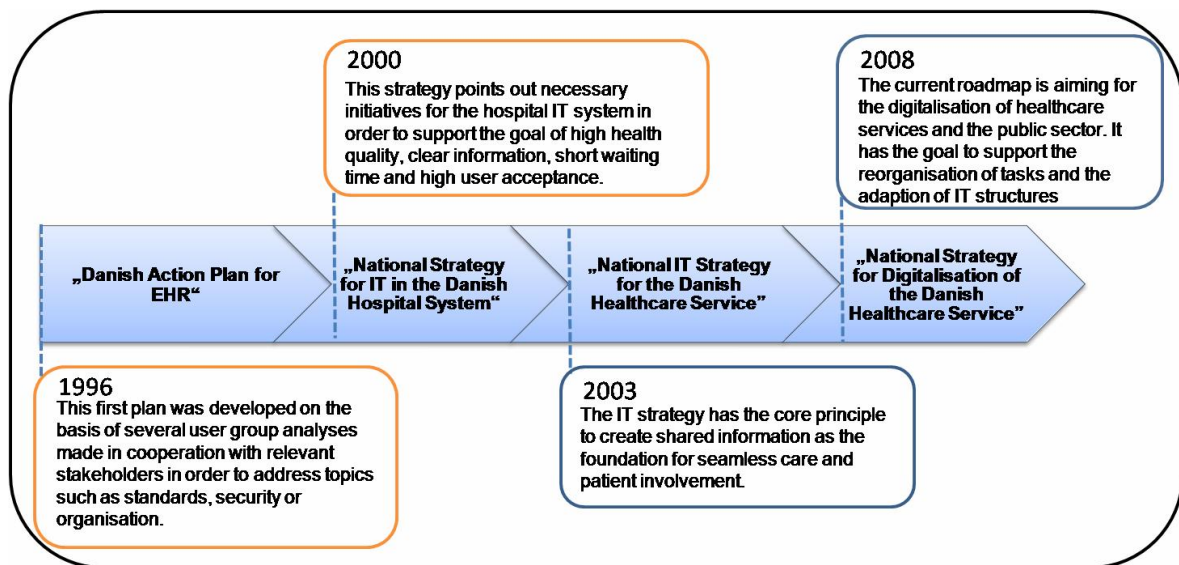 2000
This strategy points out necessary
initiatives for the hospital IT system in
order to support the goal of high health
quality, clear information, short waiting
time and high user acceptance.
2008
The current roadmap is aiming for
the digitalisation of healthcare
services and the public sector. It
has the goal to support the
reorganisation of tasks and the
adaption of IT structures
„Danish Action Plan for
EHR“
„National Strategy
for IT in the Danish
Hospital System“
„National IT Strategy
for the Danish
Healthcare Service”
„National Strategy
for Digitalisation of
the Danish
Healthcare Service”
1996
This first plan was developed on the
basis of several user group analyses
made in cooperation with relevant
stakeholders in order to address topics
such as standards, security or
organisation.
2003
The IT strategy has the core principle
to create shared information as the
foundation for seamless care and
patient involvement.